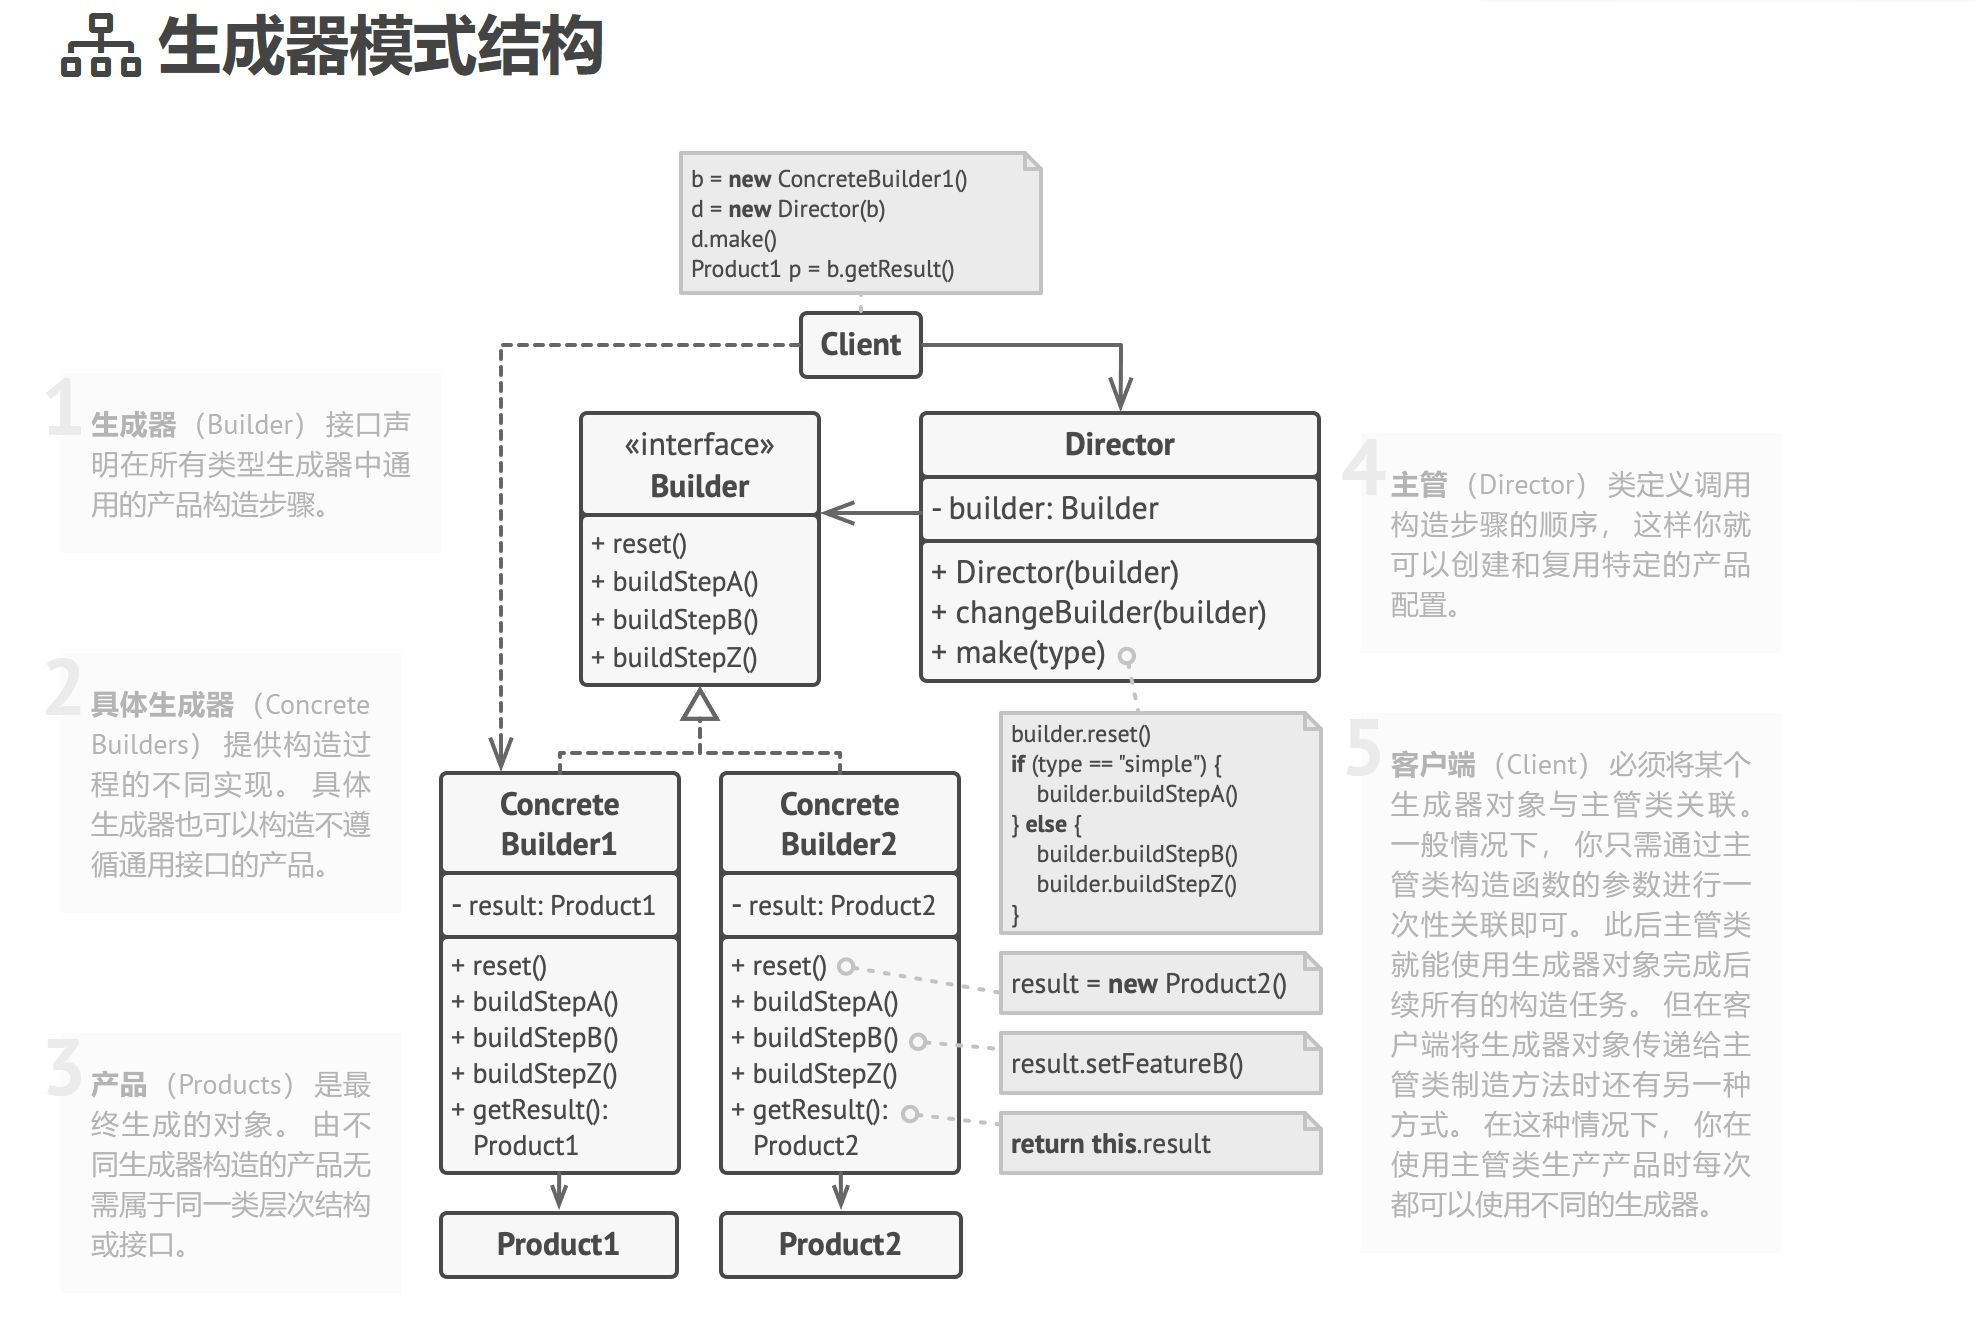 生成器模式结构
b = new ConcreteBuilder1()
d = new Director(b)
d.make()
Product1 p = b.getResult()
Client
1
生成器（Builder） 接口声
明在所有类型生成器中通
用的产品构造步骤。
«interface»
Builder
+ reset()
+ buildStepA()
+ buildStepB()
+ buildStepZ()
Director
- builder: Builder
+ Director(builder)
+ changeBuilder(builder)
+ make(type)
4
主管（Director） 类定义调用
构造步骤的顺序， 这样你就
可以创建和复用特定的产品
配置。
2
具体生成器（Concrete
Builders） 提供构造过
程的不同实现。 具体
生成器也可以构造不遵
循通用接口的产品。
builder.reset()
if (type == "simple") {
builder.buildStepA()
} else {
builder.buildStepB()
builder.buildStepZ()
}
Concrete
Builder1
- result: Product1
+ reset()
+ buildStepA()
+ buildStepB()
+ buildStepZ()
+ getResult():
Product1
Concrete
Builder2
- result: Product2
+ reset()
+ buildStepA()
+ buildStepB()
+ buildStepZ()
+ getResult():
Product2
result = new Product2()
result.setFeatureB()
return this.result
3
产品（Products）是最
终生成的对象。 由不
同生成器构造的产品无
需属于同一类层次结构
或接口。
Product1
Product2
5
客户端（Client）必须将某个
生成器对象与主管类关联。
一般情况下， 你只需通过主
管类构造函数的参数进行一
次性关联即可。 此后主管类
就能使用生成器对象完成后
续所有的构造任务。 但在客
户端将生成器对象传递给主
管类制造方法时还有另一种
方式。 在这种情况下， 你在
使用主管类生产产品时每次
都可以使用不同的生成器。